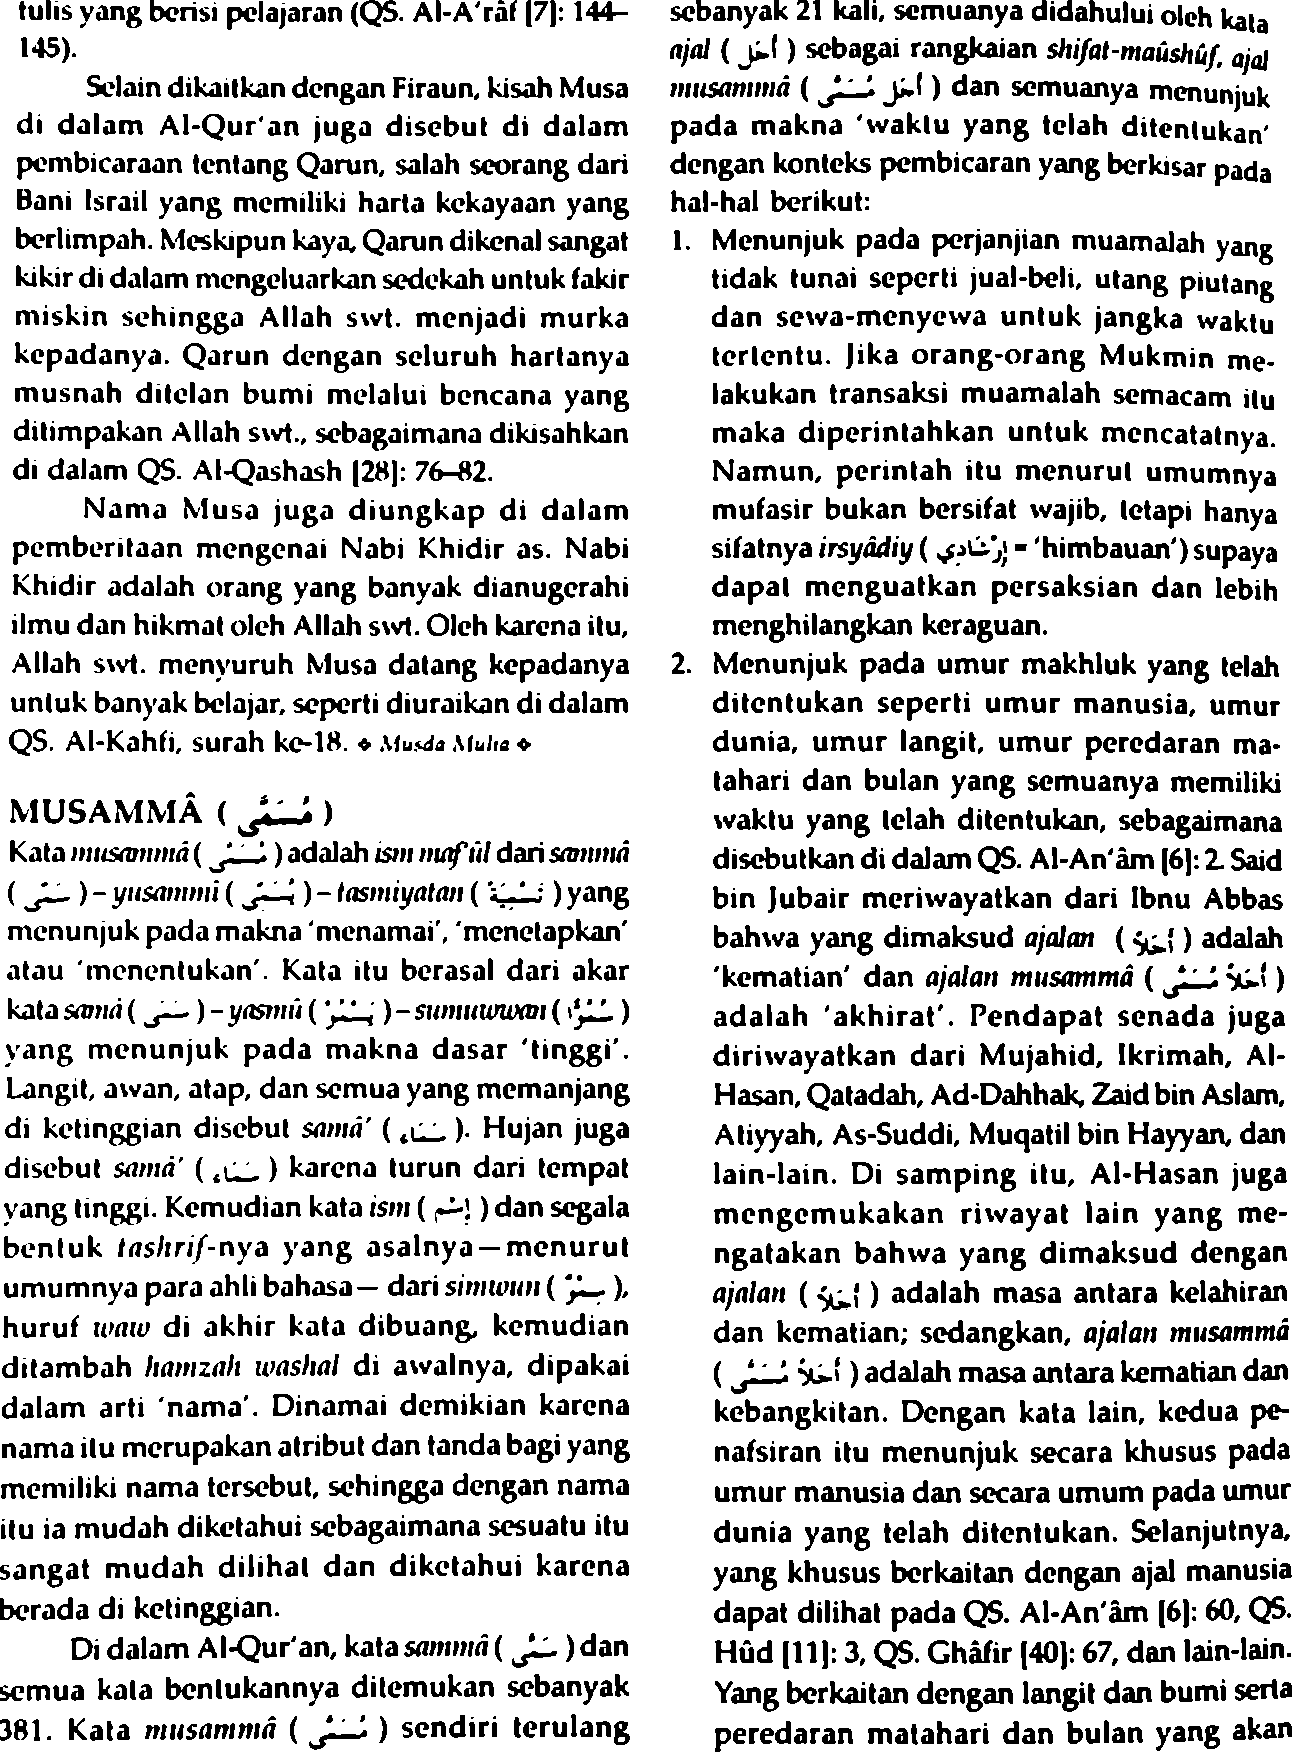 tulis yang berisi pelajaran (QS. Al-A'râf [7]: 144–
145).
Selain dikaitkan dengan Firaun, kisah Musa
di dalam Al-Qur'an juga disebut di dalam
pembicaraan tentang Qarun, salah seorang dari
Bani Israil yang memiliki harta kekayaan yang
berlimpah. Meskipun kaya, Qarun dikenal sangat
kikir di dalam mengeluarkan sedekah untuk fakir
miskin sehingga Allah swt. menjadi murka
kepadanya. Qarun dengan seluruh hartanya
musnah ditelan bumi melalui bencana yang
ditimpakan Allah swt., sebagaimana dikisahkan
di dalam QS. Al-Qashash [28]: 76–82.
Nama Musa juga diungkap di dalam
pemberitaan mengenai Nabi Khidir as. Nabi
Khidir adalah orang yang banyak dianugerahi
ilmu dan hikmat oleh Allah swt. Oleh karena itu,
Allah swt. menyuruh Musa datang kepadanya
untuk banyak belajar, seperti diuraikan di dalam
QS. Al-Kahfi, surah ke-18. ❖ Musda Mulia ❖
MUSAMMÂ ( مُسَمًّى )
Kata musammâ ( مُسَمًّى ) adalah ism maf'ûl dari sammâ
( سَمَّى ) – yusammî ( يُسَمِّي ) – tasmiyatan ( تَسْمِيَةً ) yang
menunjuk pada makna 'menamai', 'menetapkan'
atau 'menentukan'. Kata itu berasal dari akar
kata samâ ( سَمَى ) – yasmû ( يَسْمُوْ ) – sumuwwan ( سُمُوًّا )
yang menunjuk pada makna dasar 'tinggi'.
Langit, awan, atap, dan semua yang memanjang
di ketinggian disebut samâ' ( سَمَاء ). Hujan juga
disebut samâ' ( سَمَاء ) karena turun dari tempat
yang tinggi. Kemudian kata ism ( إِسْم ) dan segala
bentuk tashrif-nya yang asalnya—menurut
umumnya para ahli bahasa— dari simwun ( سِمْوٌ ),
huruf waw di akhir kata dibuang, kemudian
ditambah hamzah washal di awalnya, dipakai
dalam arti 'nama'. Dinamai demikian karena
nama itu merupakan atribut dan tanda bagi yang
memiliki nama tersebut, sehingga dengan nama
itu ia mudah diketahui sebagaimana sesuatu itu
sangat mudah dilihat dan diketahui karena
berada di ketinggian.
Di dalam Al-Qur'an, kata sammâ ( سَمَّى ) dan
semua kata bentukannya ditemukan sebanyak
381. Kata musammâ ( مُسَمًّى ) sendiri terulang
sebanyak 21 kali, semuanya didahului oleh kata
ajal ( أَجَل ) sebagai rangkaian shifat-maûshûf, ajal
musammâ ( أَجَل مُسَمًّى ) dan semuanya menunjuk
pada makna 'waktu yang telah ditentukan'
dengan konteks pembicaran yang berkisar pada
hal-hal berikut:
1. Menunjuk pada perjanjian muamalah yang
tidak tunai seperti jual-beli, utang piutang
dan sewa-menyewa untuk jangka waktu
tertentu. Jika orang-orang Mukmin me-
lakukan transaksi muamalah semacam itu
maka diperintahkan untuk mencatatnya.
Namun, perintah itu menurut umumnya
mufasir bukan bersifat wajib, tetapi hanya
sifatnya irsyâdiy ( إِرْشَادِي = 'himbauan') supaya
dapat menguatkan persaksian dan lebih
menghilangkan keraguan.
2. Menunjuk pada umur makhluk yang telah
ditentukan seperti umur manusia, umur
dunia, umur langit, umur peredaran ma-
tahari dan bulan yang semuanya memiliki
waktu yang telah ditentukan, sebagaimana
disebutkan di dalam QS. Al-An'âm [6]: 2. Said
bin Jubair meriwayatkan dari Ibnu Abbas
bahwa yang dimaksud ajalan ( أَجَلاً ) adalah
'kematian' dan ajalan musammâ ( أَجَلاً مُسَمًّى )
adalah 'akhirat'. Pendapat senada juga
diriwayatkan dari Mujahid, Ikrimah, Al-
Hasan, Qatadah, Ad-Dahhak, Zaid bin Aslam,
Atiyyah, As-Suddi, Muqatil bin Hayyan, dan
lain-lain. Di samping itu, Al-Hasan juga
mengemukakan riwayat lain yang me-
ngatakan bahwa yang dimaksud dengan
ajalan ( أَجَلاً ) adalah masa antara kelahiran
dan kematian; sedangkan, ajalan musammâ
( أَجَلاً مُسَمًّى ) adalah masa antara kematian dan
kebangkitan. Dengan kata lain, kedua pe-
nafsiran itu menunjuk secara khusus pada
umur manusia dan secara umum pada umur
dunia yang telah ditentukan. Selanjutnya,
yang khusus berkaitan dengan ajal manusia
dapat dilihat pada QS. Al-An'âm [6]: 60, QS.
Hûd [11]: 3, QS. Ghâfir [40]: 67, dan lain-lain.
Yang berkaitan dengan langit dan bumi serta
peredaran matahari dan bulan yang akan